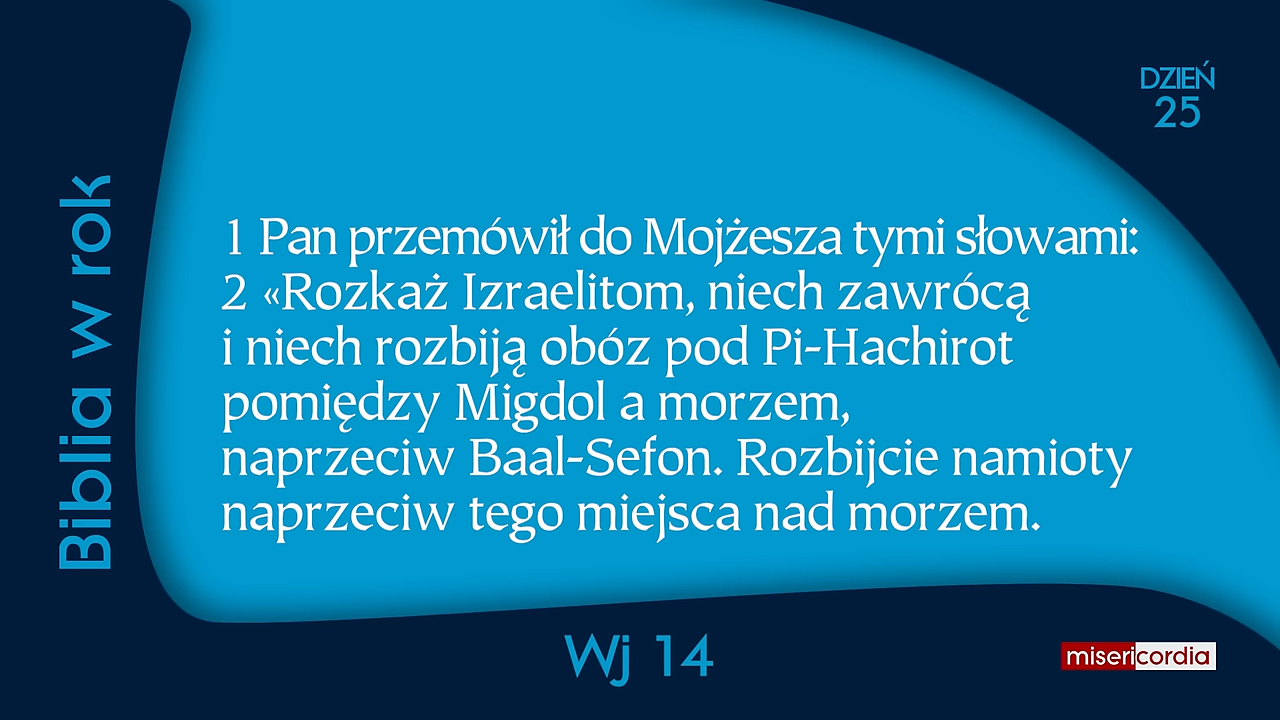 DZIEŃ
25
Biblia w rok
1 Pan przemówił do Mojżesza tymi słowami:
2 «Rozkaż Izraelitom, niech zawrócą
i niech rozbiją obóz pod Pi-Hachirot
pomiędzy Migdol a morzem,
naprzeciw Baal-Sefon. Rozbijcie namioty
naprzeciw tego miejsca nad morzem.
Wj 14
misericordia